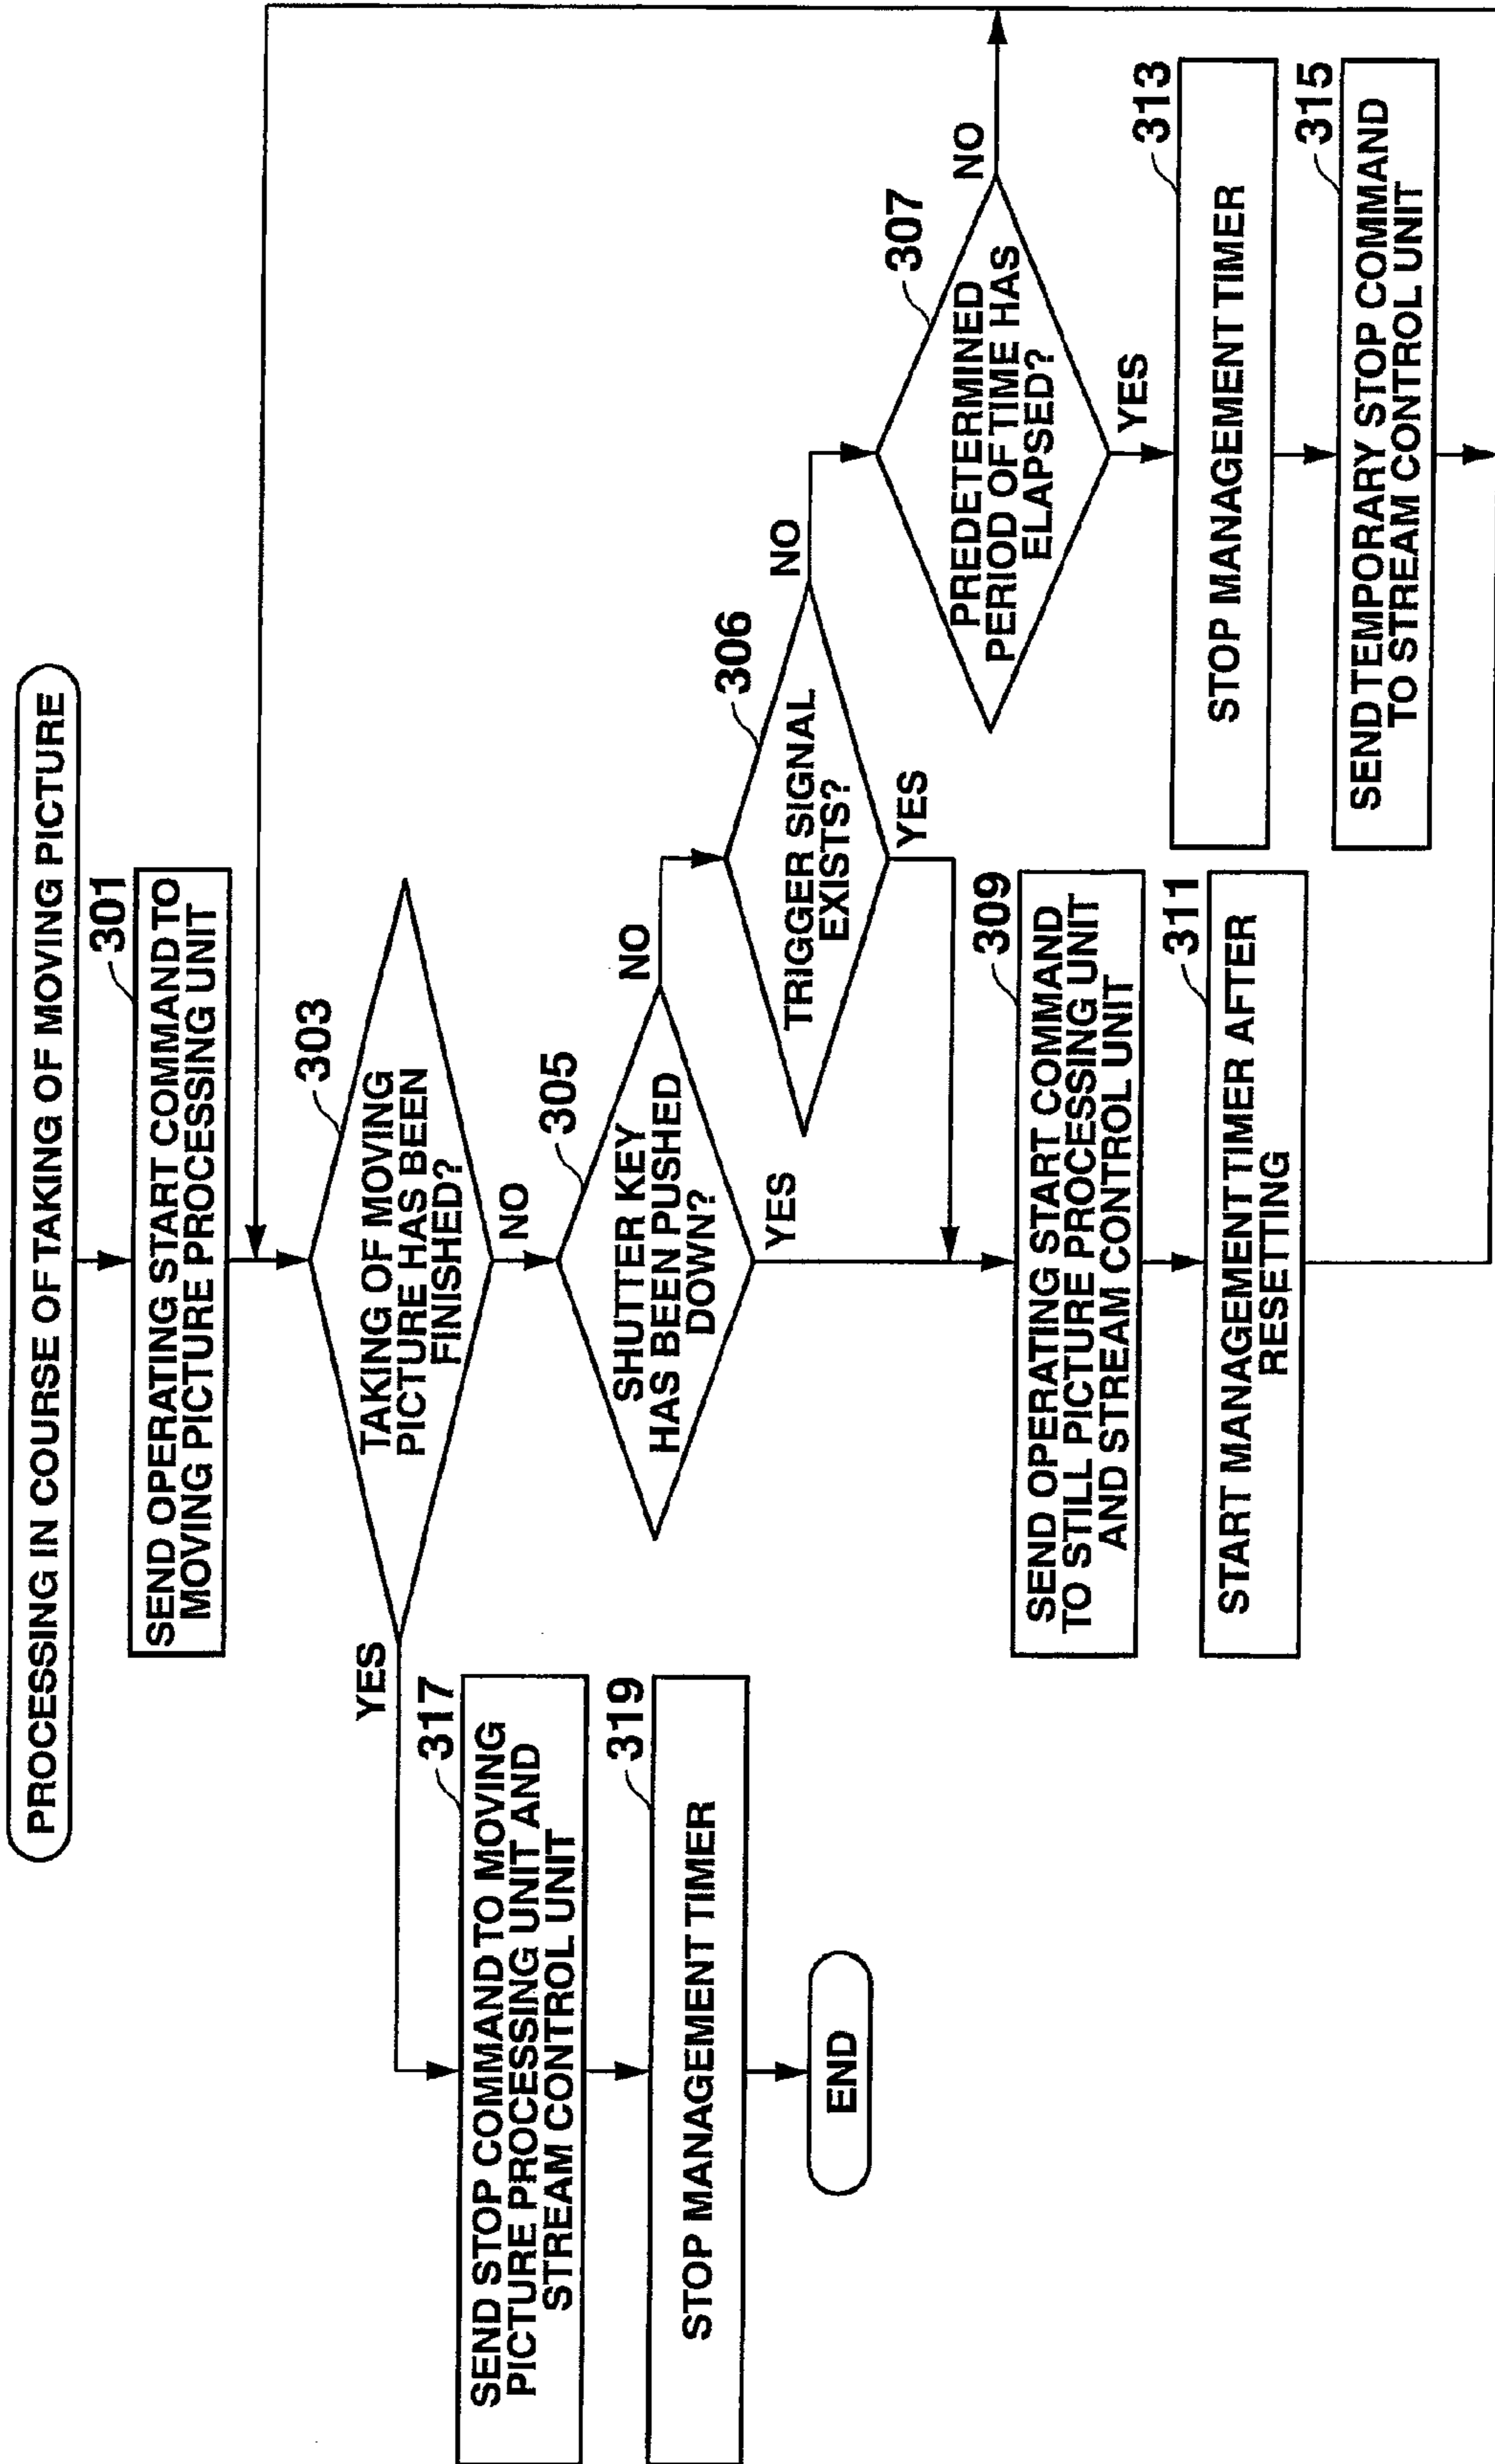 PROCESSING IN COURSE OF TAKING OF MOVING PICTURE
301
SEND OPERATING START COMMAND TO
MOVING PICTURE PROCESSING UNIT
303
TAKING OF MOVING
PICTURE HAS BEEN
FINISHED?
YES
NO
305
SHUTTER KEY
HAS BEEN PUSHED
DOWN?
NO
YES
306
TRIGGER SIGNAL
EXISTS?
NO
YES
307
PREDETERMINED
PERIOD OF TIME HAS
ELAPSED?
NO
YES
309
SEND OPERATING START COMMAND
TO STILL PICTURE PROCESSING UNIT
AND STREAM CONTROL UNIT
311
START MANAGEMENT TIMER AFTER
RESETTING
313
STOP MANAGEMENT TIMER
315
SEND TEMPORARY STOP COMMAND
TO STREAM CONTROL UNIT
317
SEND STOP COMMAND TO MOVING
PICTURE PROCESSING UNIT AND
STREAM CONTROL UNIT
319
STOP MANAGEMENT TIMER
END